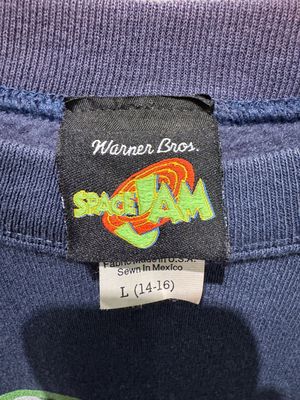 Warner Bros.
SPACE JAM
Fabric Made in U.S.A.
Sewn in Mexico
L (14-16)